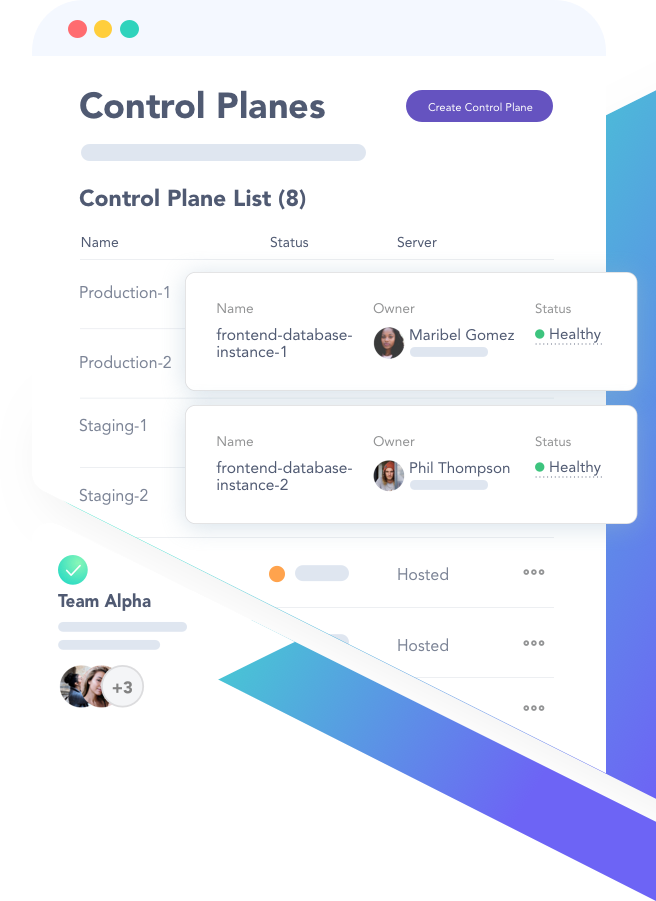 Control Planes
Create Control Plane
Control Plane List (8)
Name Status Server
Production-1
Name Owner Status
frontend-database-
instance-1
Maribel Gomez
Healthy
Production-2
Staging-1
Name Owner Status
frontend-database-
instance-2
Phil Thompson
Healthy
Staging-2
Hosted
Team Alpha
Hosted
+3